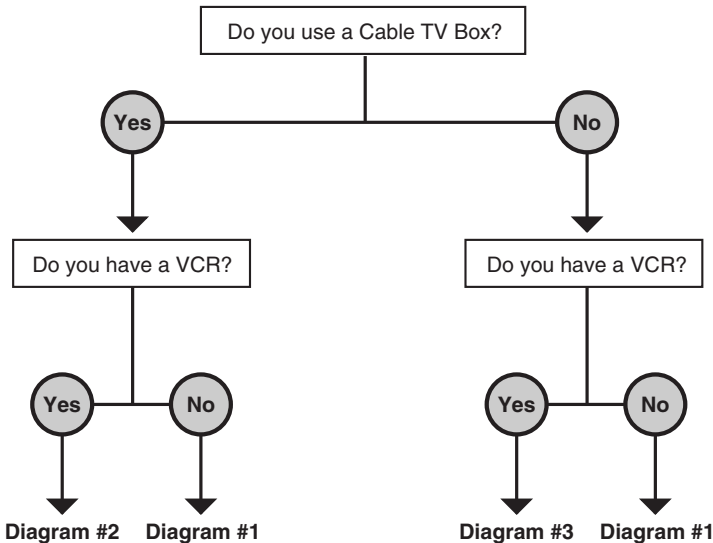 Do you use a Cable TV Box?
Yes
No
Do you have a VCR?
Do you have a VCR?
Yes
No
Yes
No
Diagram #2
Diagram #1
Diagram #3
Diagram #1